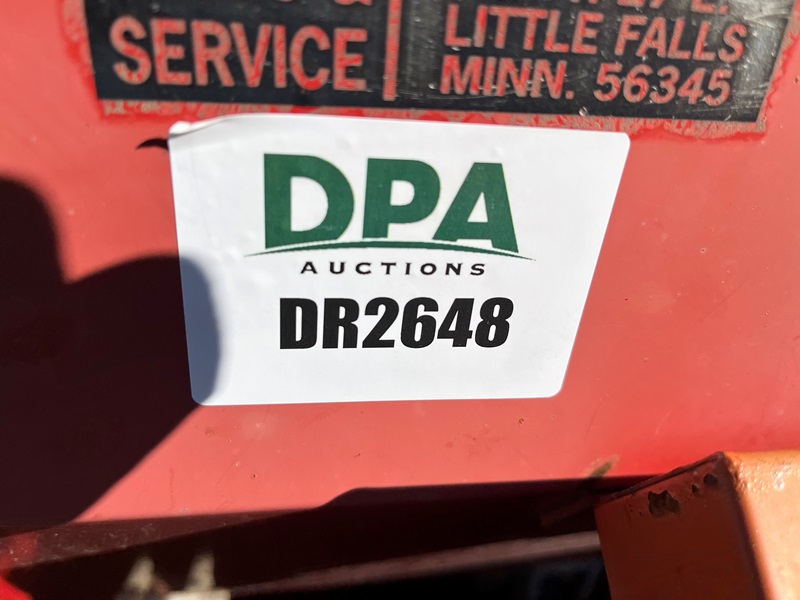 SERVICE
LITTLE FALLS
MINN. 56345
DPA
AUCTIONS
DR2648